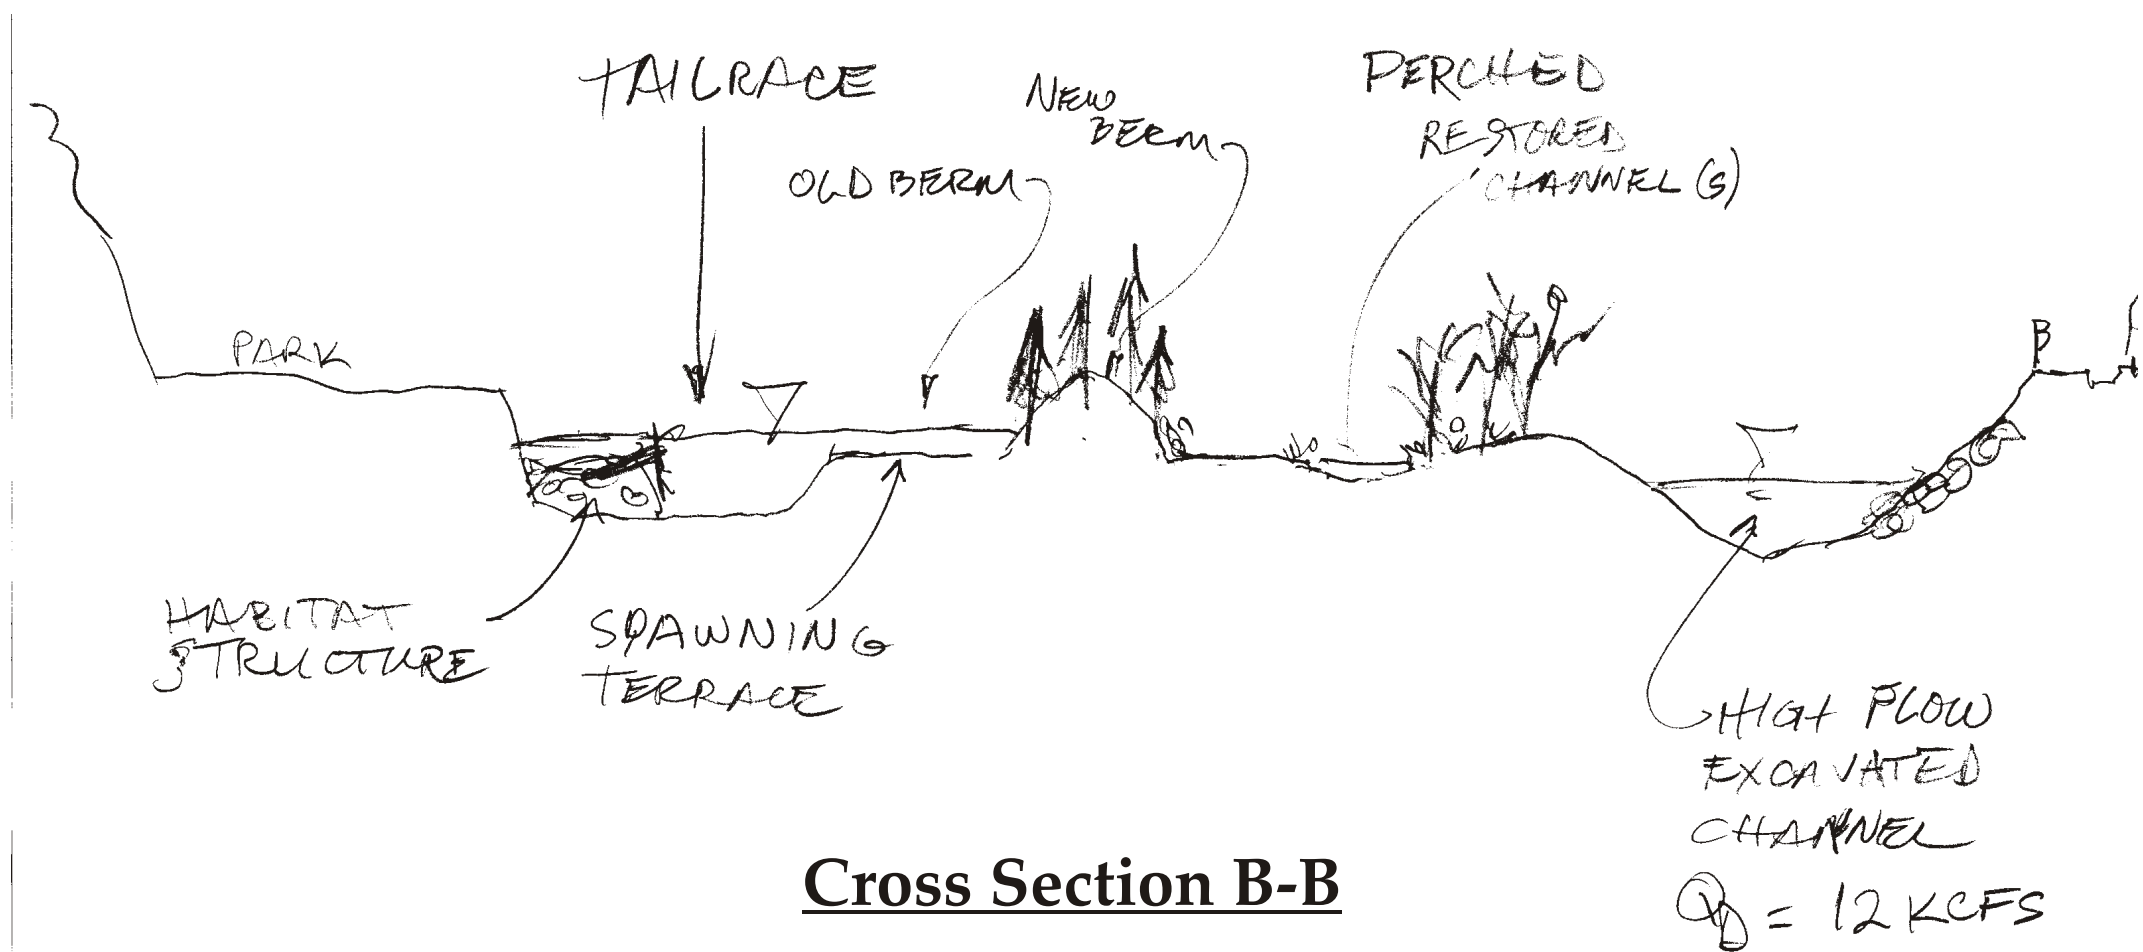 TAILRACE
NEW
BERM
PERCHED
RESTORED
CHANNEL (S)
OLD BERM
PARK
B
HABITAT
STRUCTURE
SPAWNING
TERRACE
HIGH FLOW
EXCAVATED
CHANNEL
QD = 12 KCFS
Cross Section B-B